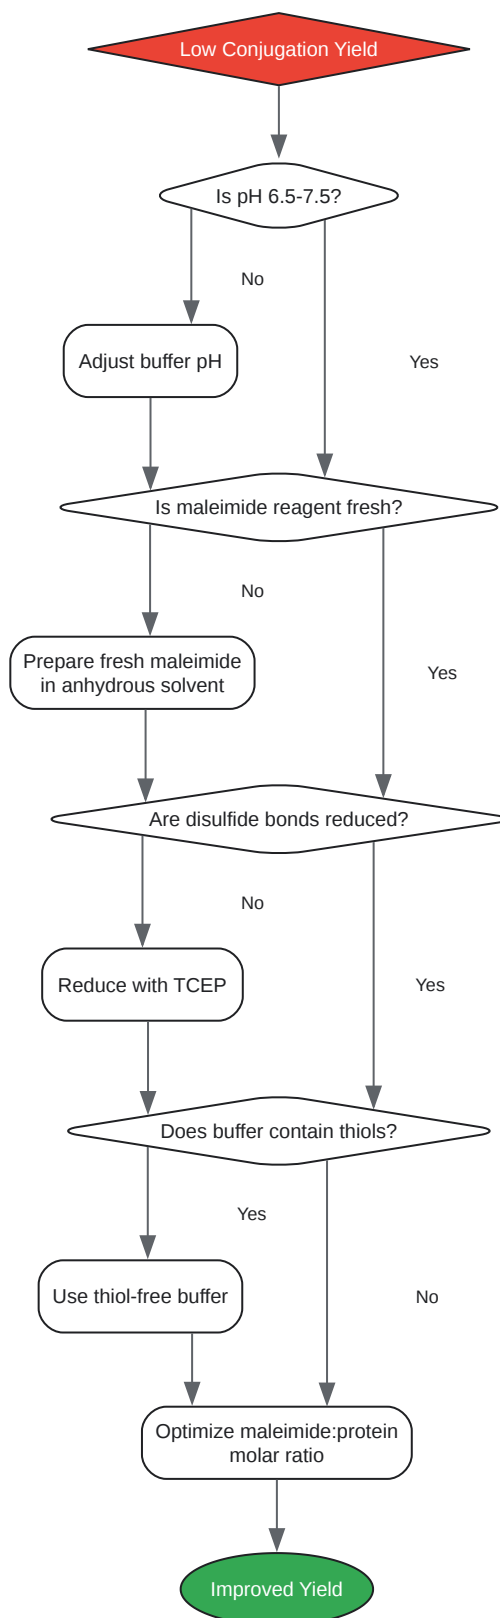 Low Conjugation Yield
Is pH 6.5-7.5?
No
Adjust buffer pH
Yes
Is maleimide reagent fresh?
No
Prepare fresh maleimide
in anhydrous solvent
Yes
Are disulfide bonds reduced?
No
Reduce with TCEP
Yes
Does buffer contain thiols?
Yes
Use thiol-free buffer
No
Optimize maleimide:protein
molar ratio
Improved Yield